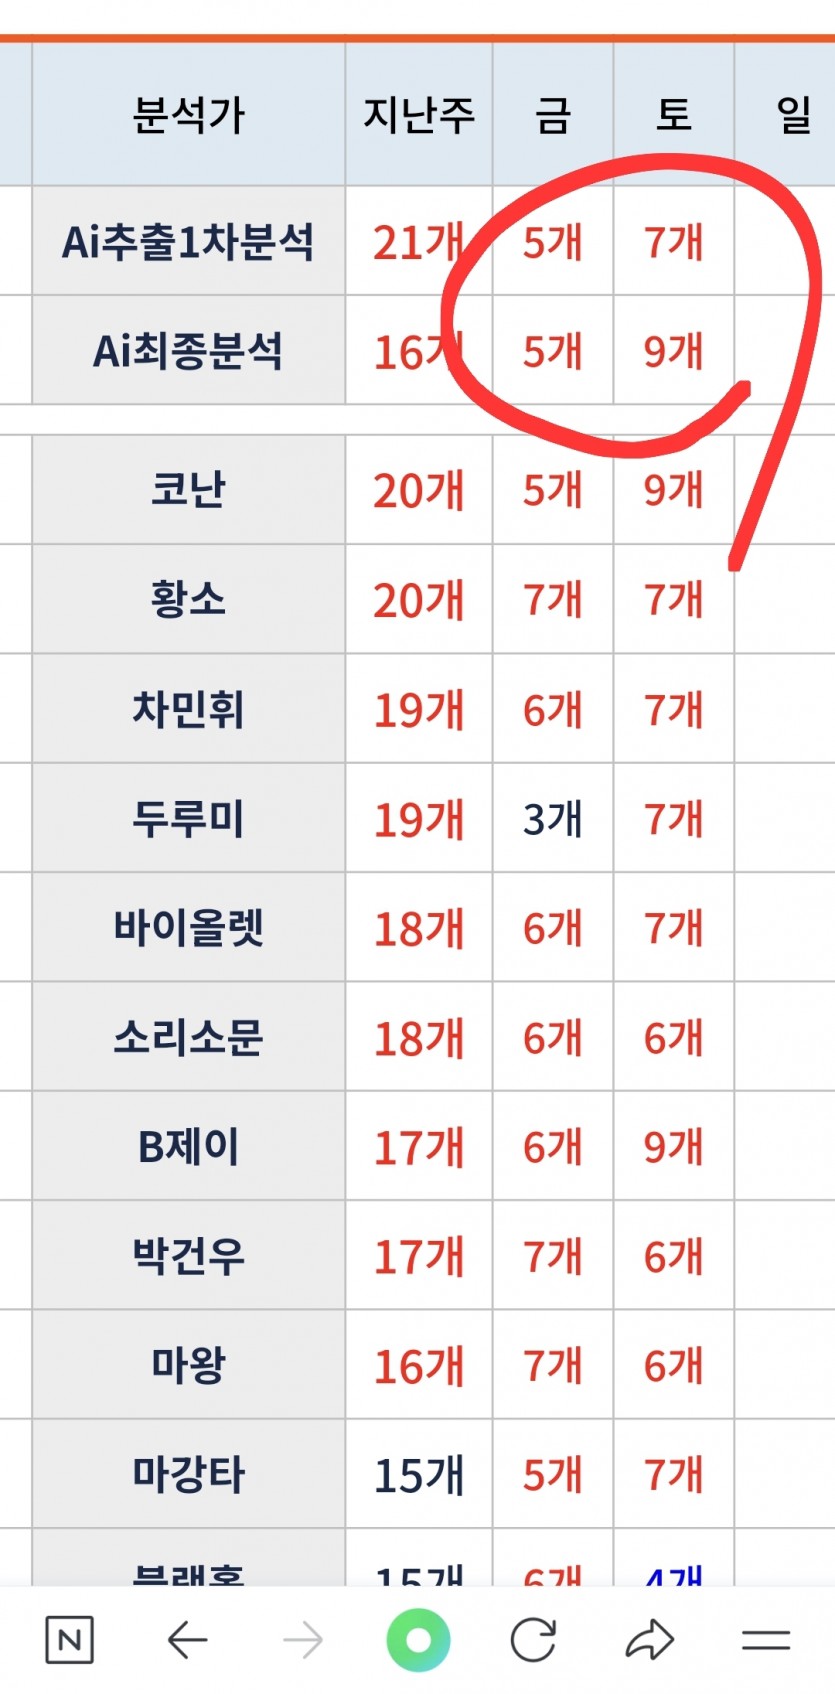 분석가 지난주 금 토 일
Ai추출1차분석 21개 5개 7개
Ai최종분석 16개 5개 9개
코난 20개 5개 9개
황소 20개 7개 7개
차민휘 19개 6개 7개
두루미 19개 3개 7개
바이올렛 18개 6개 7개
소리소문 18개 6개 6개
B제이 17개 6개 9개
박건우 17개 7개 6개
마왕 16개 7개 6개
마강타 15개 5개 7개
블랙홀 15개 6개 4개
N